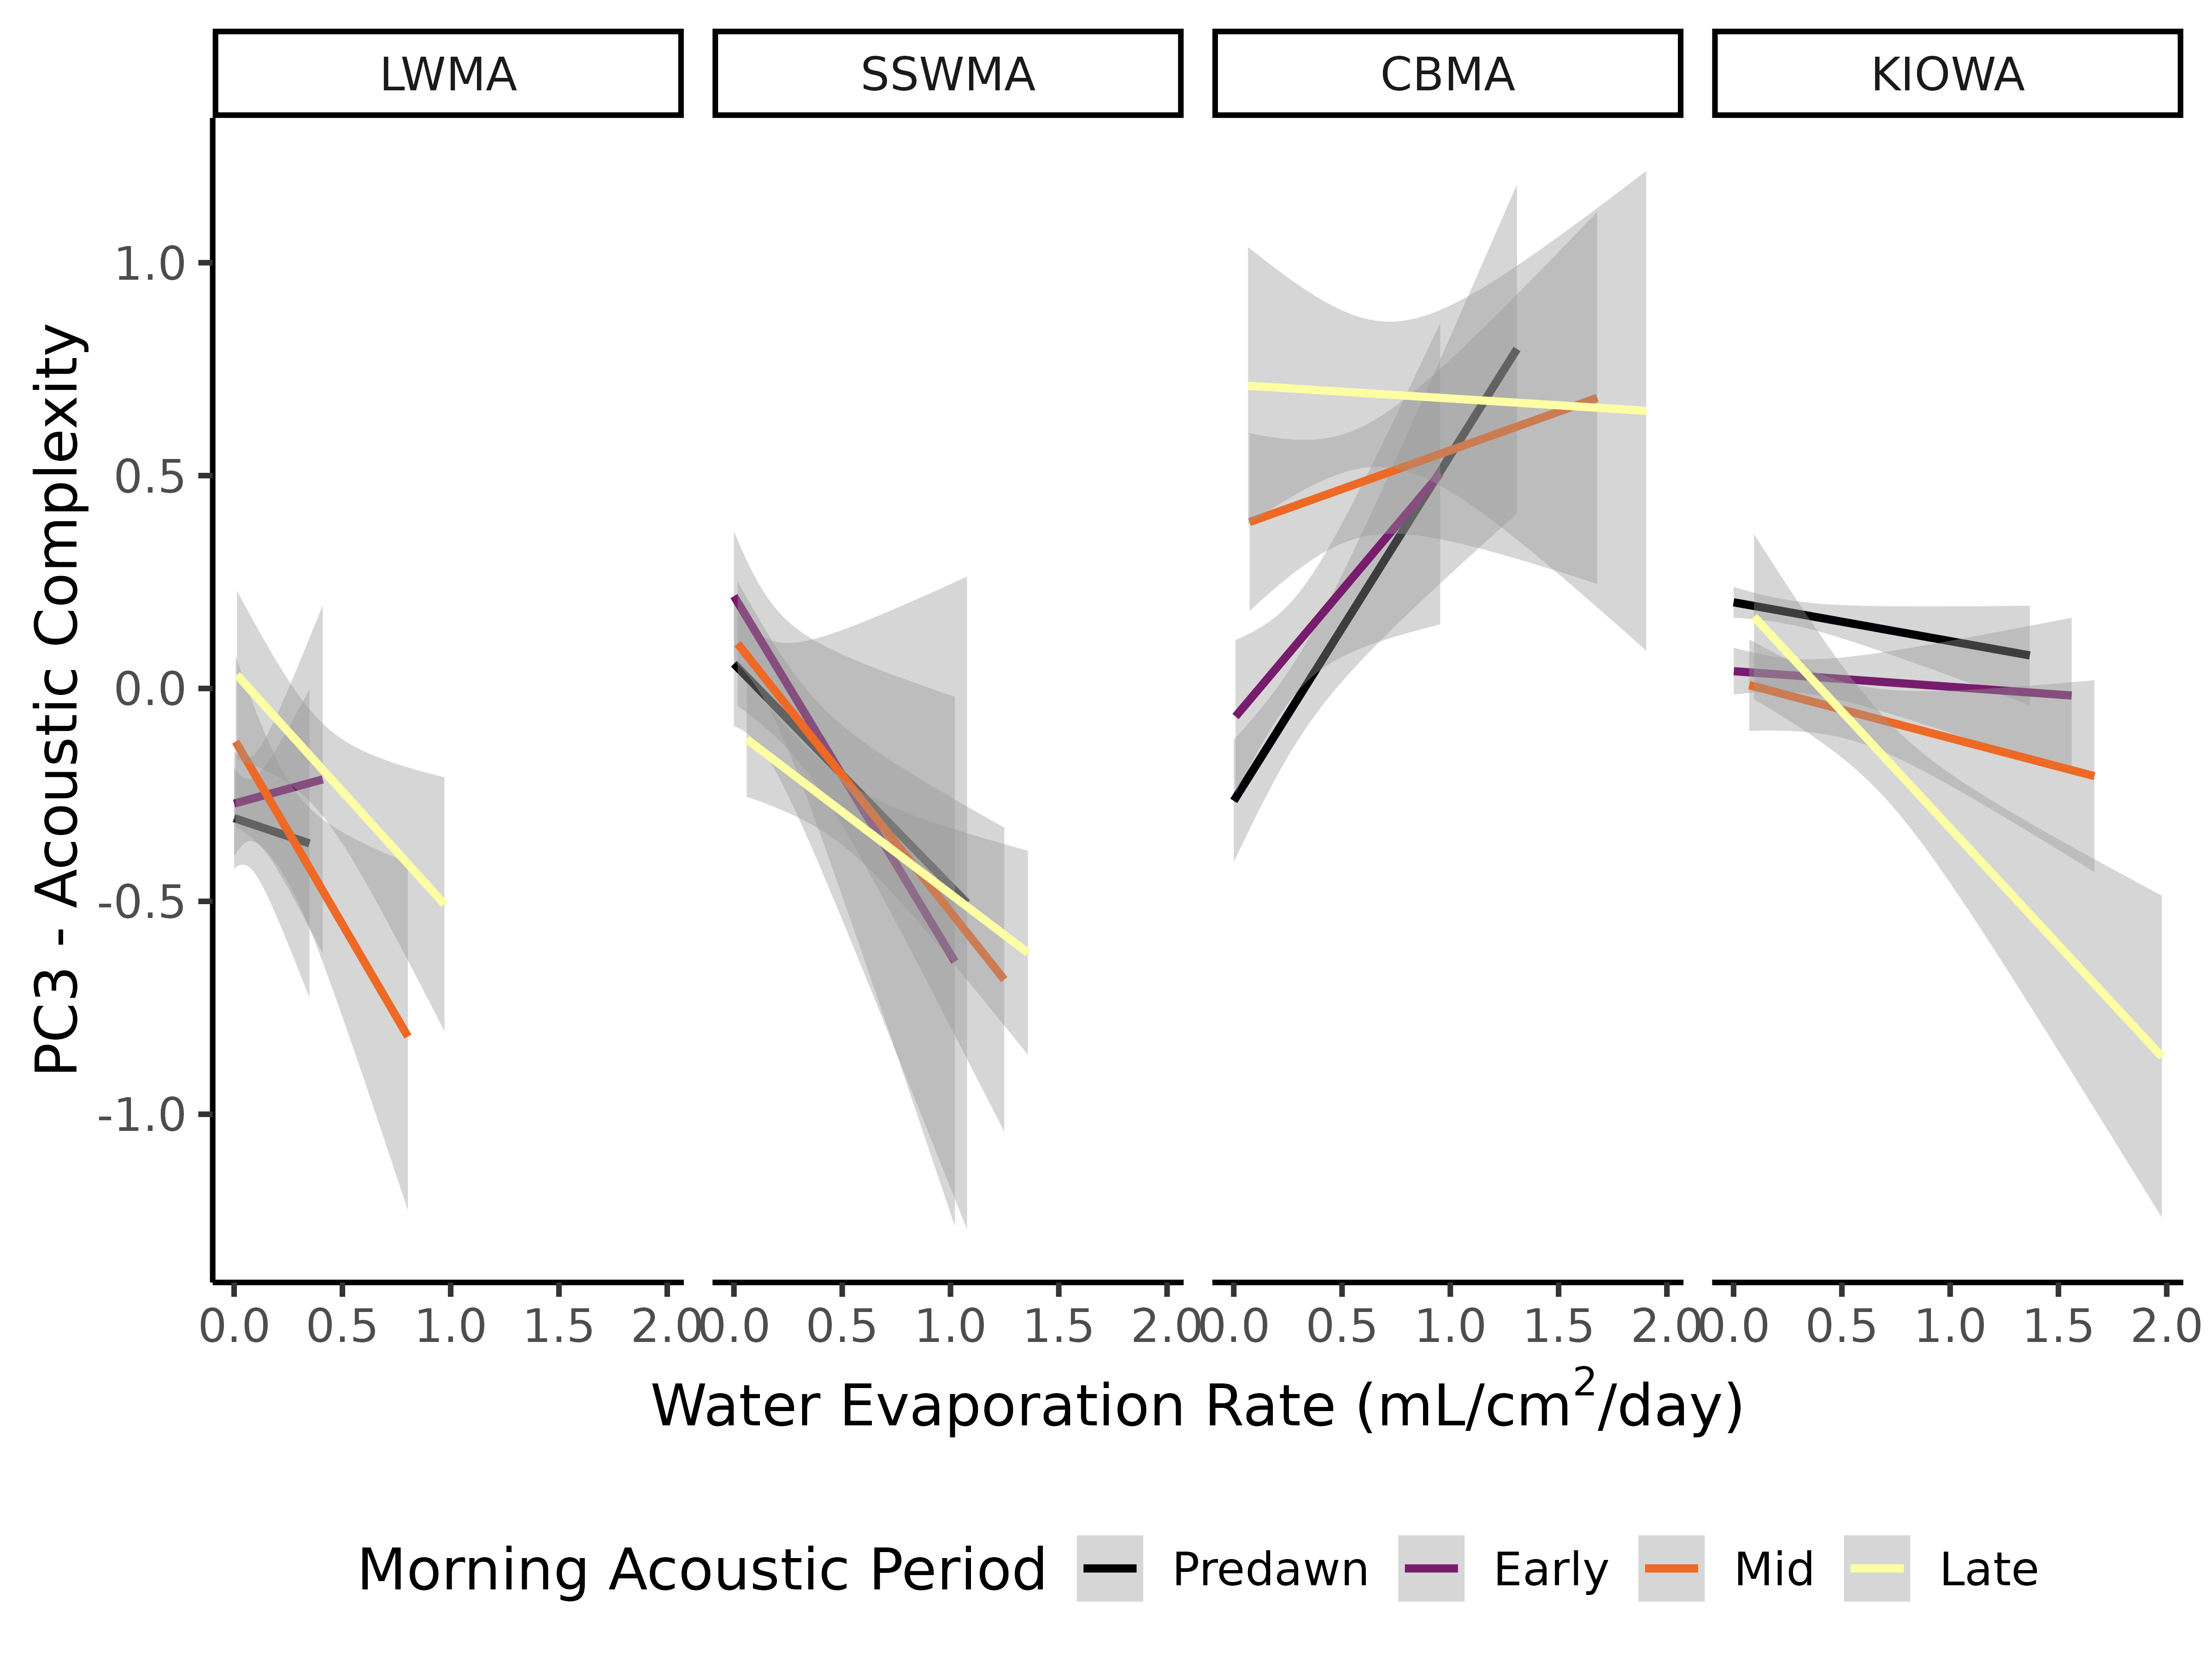 LWMA SSWMA CBMA KIOWA
PC3 - Acoustic Complexity
1.0
0.5
0.0
-0.5
-1.0
0.0 0.5 1.0 1.5 2.0 0.0 0.5 1.0 1.5 2.0 0.0 0.5 1.0 1.5 2.0 0.0 0.5 1.0 1.5 2.0
Water Evaporation Rate (mL/cm²/day)
Morning Acoustic Period Predawn Early Mid Late